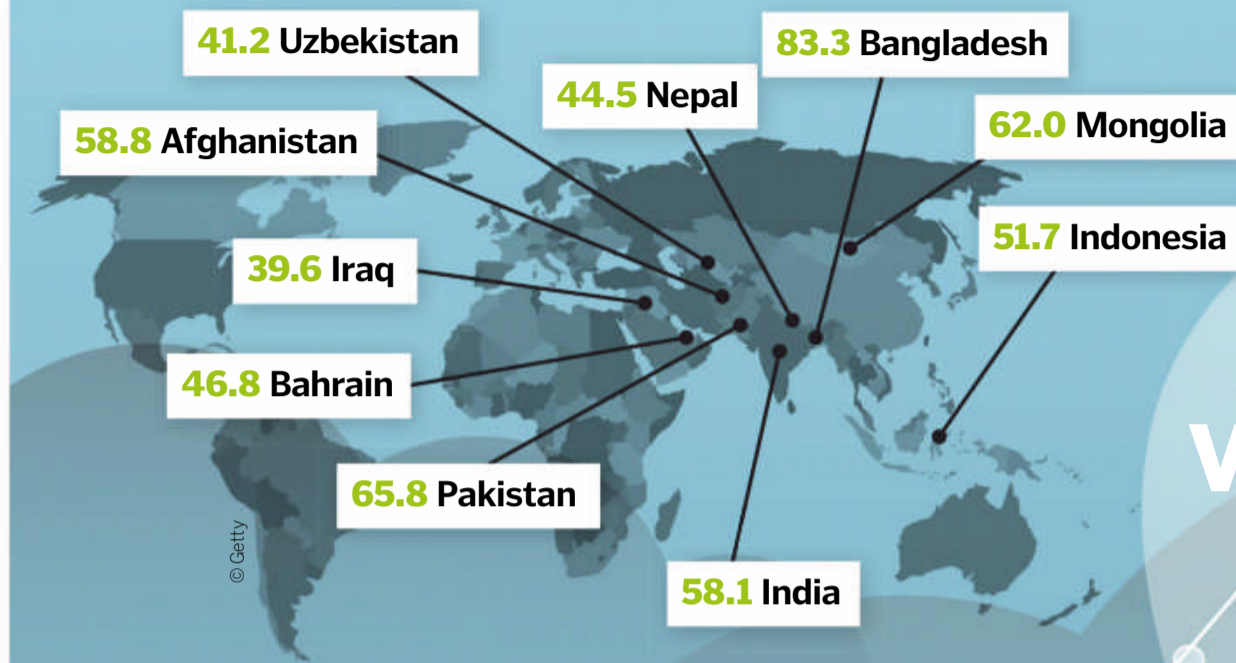 41.2 Uzbekistan
83.3 Bangladesh
44.5 Nepal
62.0 Mongolia
58.8 Afghanistan
51.7 Indonesia
39.6 Iraq
46.8 Bahrain
65.8 Pakistan
© Getty
58.1 India